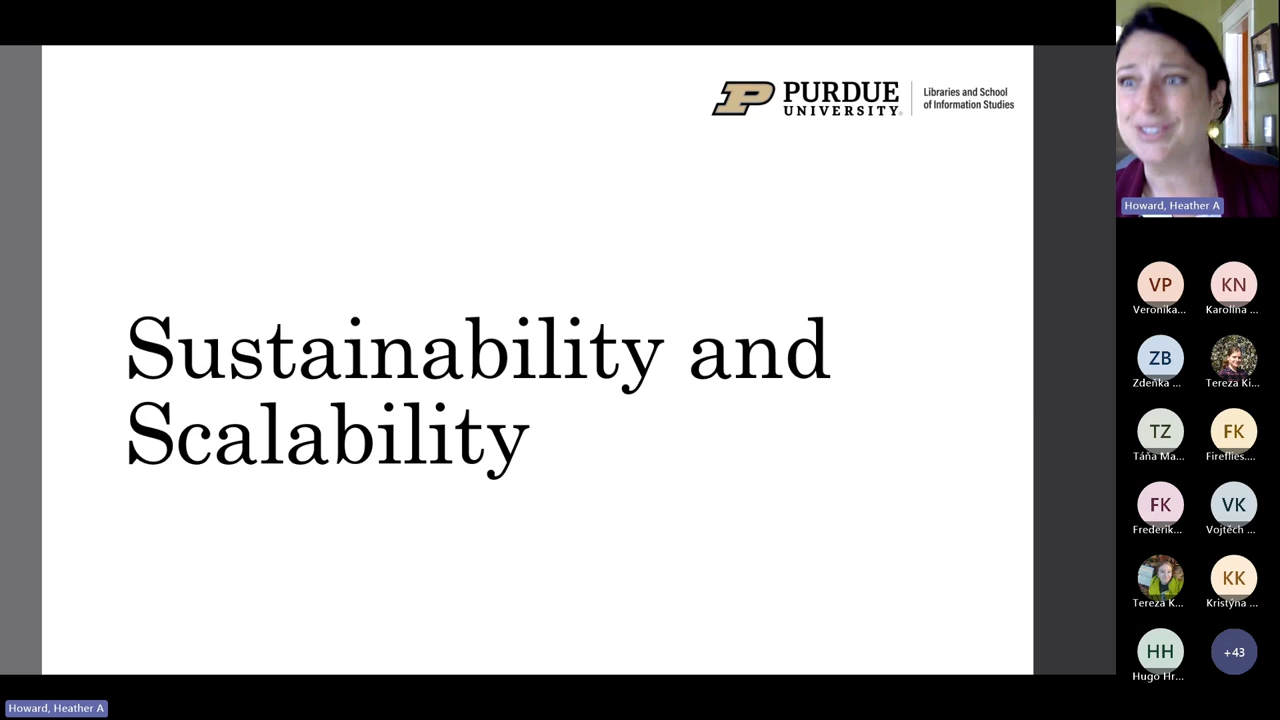 PURDUE
UNIVERSITY®
Libraries and School
of Information Studies
Sustainability and
Scalability
Howard, Heather A
VP
Veronika...
KN
Karolína ...
ZB
Zdeňka ...
Tereza Ki...
TZ
Táňa Ma...
FK
Fireflies....
FK
Frederik...
VK
Vojtěch ...
Tereza K...
KK
Kristýna ...
HH
Hugo Hr...
+43
Howard, Heather A